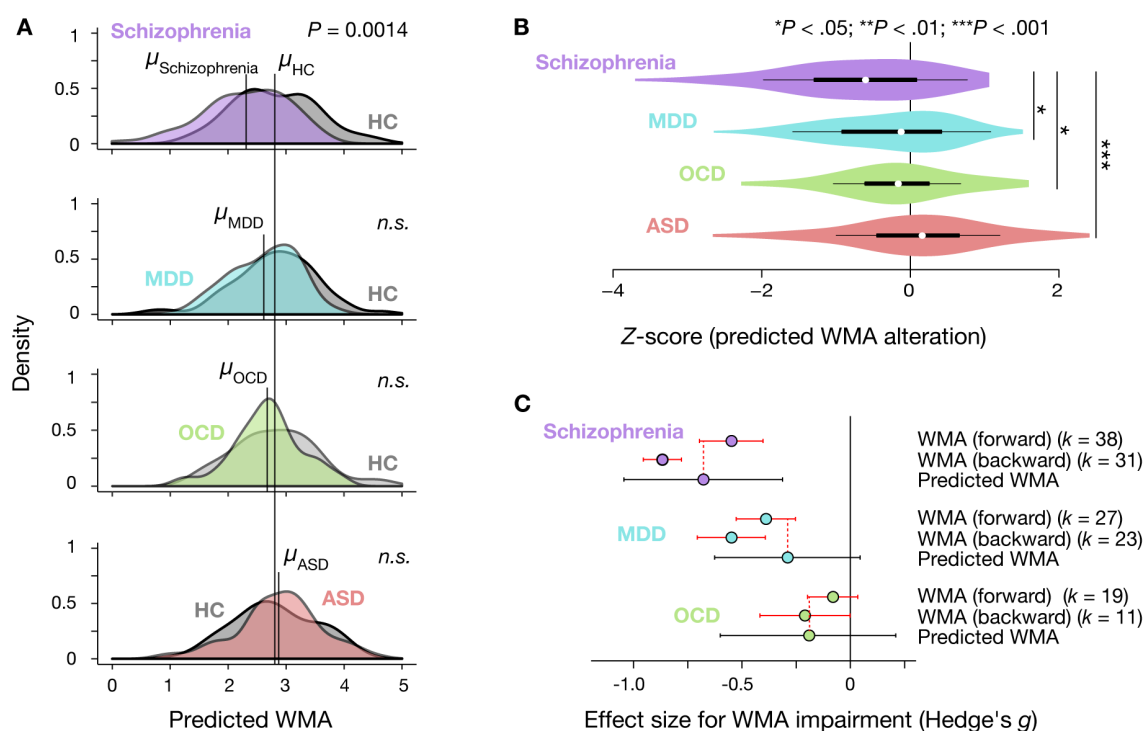 A
Schizophrenia
P = 0.0014
μSchizophrenia
μHC
HC
1
0.5
0
μMDD
n.s.
MDD
HC
1
0.5
0
μOCD
n.s.
OCD
HC
1
0.5
0
μASD
n.s.
HC
ASD
1
0.5
0
Density
0 1 2 3 4 5
Predicted WMA
B
*P < .05; **P < .01; ***P < .001
Schizophrenia
MDD
OCD
ASD
*
*
***
−4 −2 0 2
Z-score (predicted WMA alteration)
C
Schizophrenia
WMA (forward) (k = 38)
WMA (backward) (k = 31)
Predicted WMA
MDD
WMA (forward) (k = 27)
WMA (backward) (k = 23)
Predicted WMA
OCD
WMA (forward) (k = 19)
WMA (backward) (k = 11)
Predicted WMA
-1.0 -0.5 0
Effect size for WMA impairment (Hedge's g)